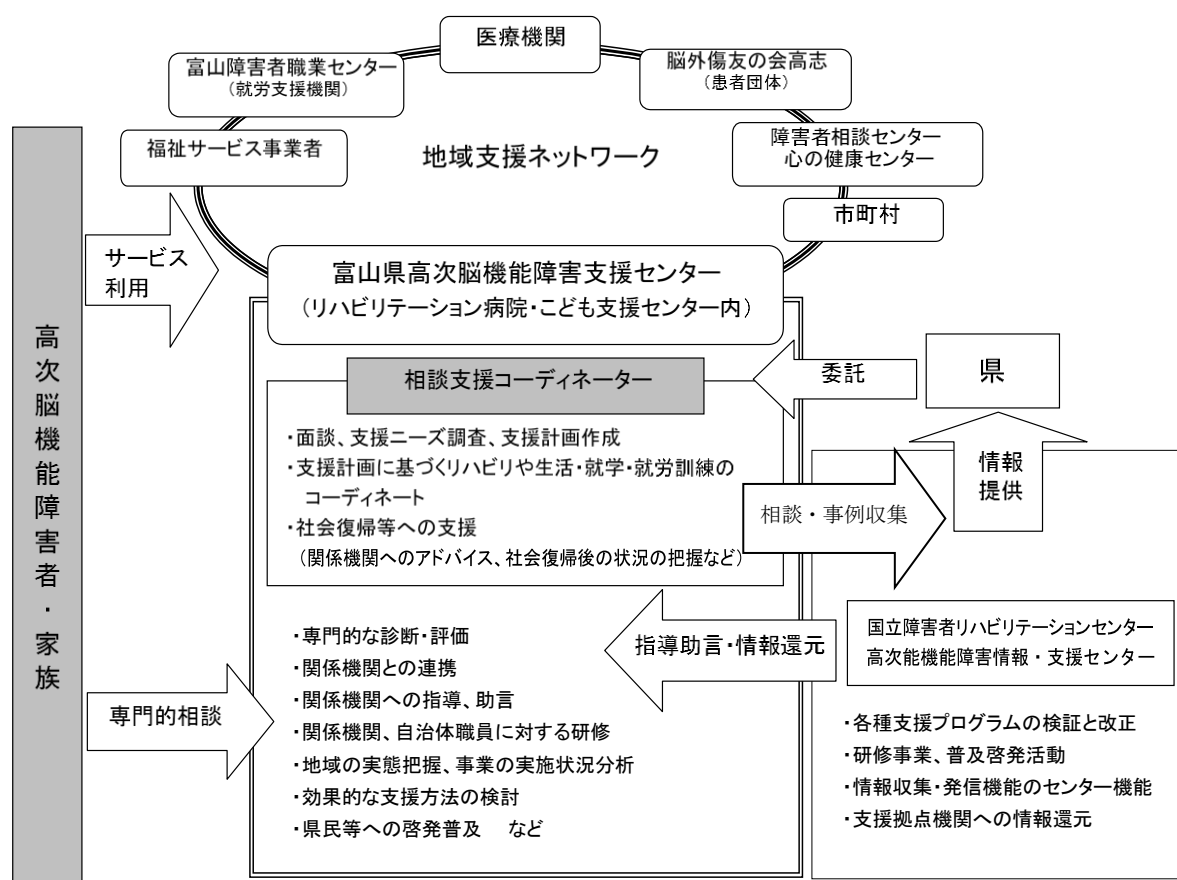 医療機関
富山障害者職業センター
（就労支援機関）
脳外傷友の会高志
（患者団体）
福祉サービス事業者
地域支援ネットワーク
障害者相談センター
心の健康センター
市町村
サービス
利用
富山県高次脳機能障害支援センター
（リハビリテーション病院・こども支援センター内）
高次脳機能障害者・家族
相談支援コーディネーター
委託
県
・面談、支援ニーズ調査、支援計画作成
・支援計画に基づくリハビリや生活・就学・就労訓練の
コーディネート
・社会復帰等への支援
（関係機関へのアドバイス、社会復帰後の状況の把握など）
相談・事例収集
情報
提供
国立障害者リハビリテーションセンター
高次能機能障害情報・支援センター
指導助言・情報還元
専門的相談
・専門的な診断・評価
・関係機関との連携
・関係機関への指導、助言
・関係機関、自治体職員に対する研修
・地域の実態把握、事業の実施状況分析
・効果的な支援方法の検討
・県民等への啓発普及　など
・各種支援プログラムの検証と改正
・研修事業、普及啓発活動
・情報収集・発信機能のセンター機能
・支援拠点機関への情報還元